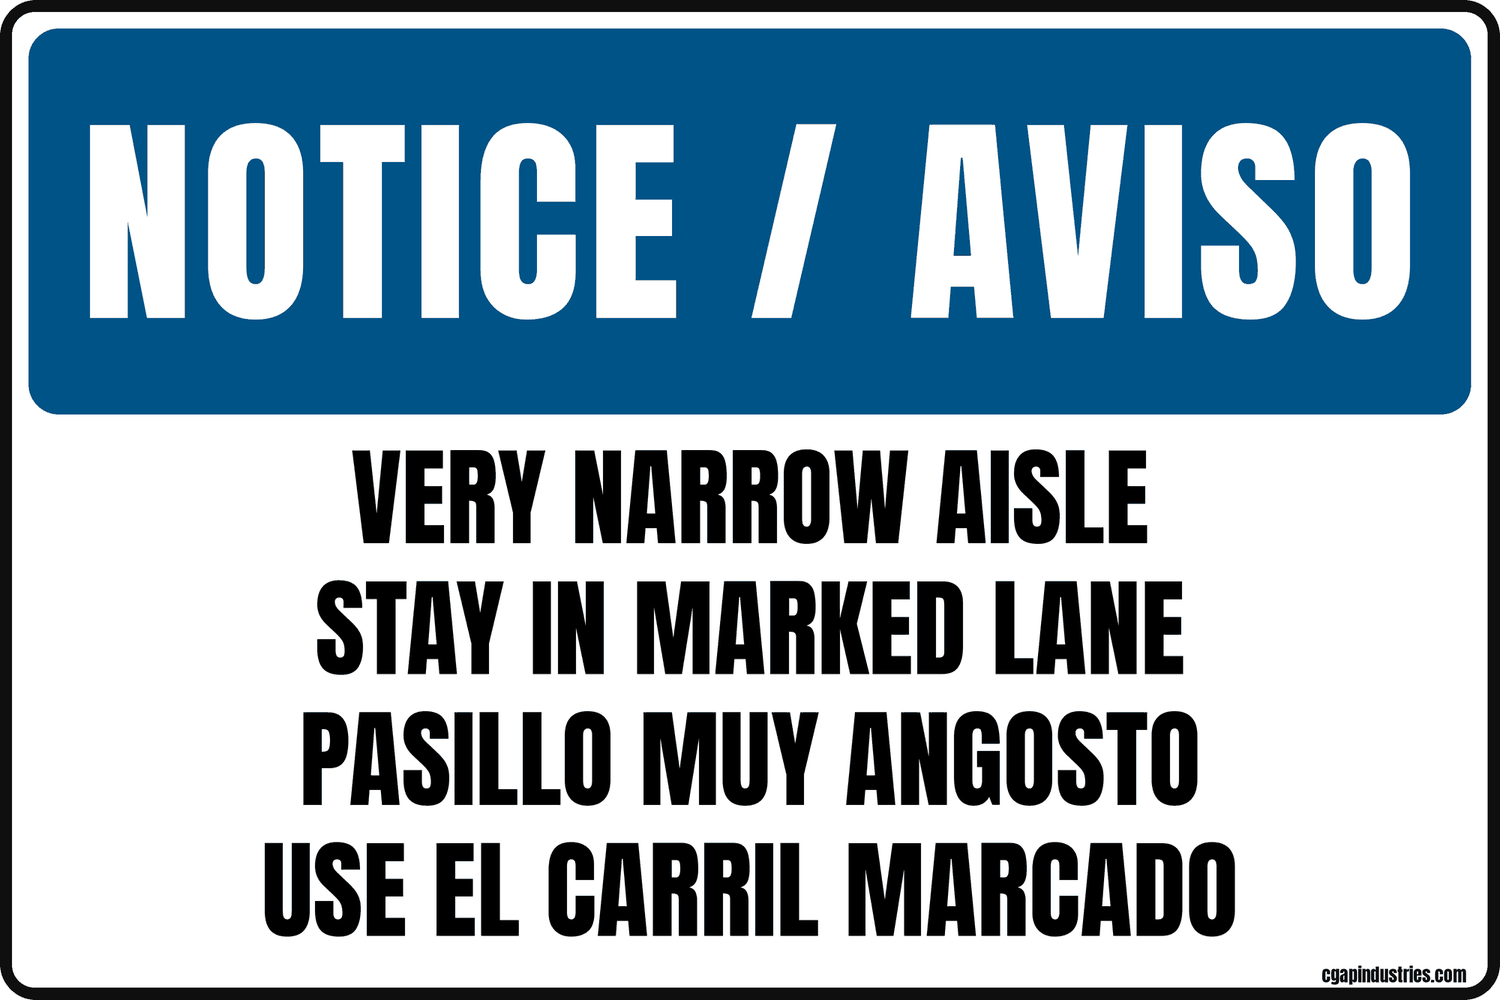 NOTICE / AVISO
VERY NARROW AISLE
STAY IN MARKED LANE
PASILLO MUY ANGOSTO
USE EL CARRIL MARCADO
cgapindustries.com